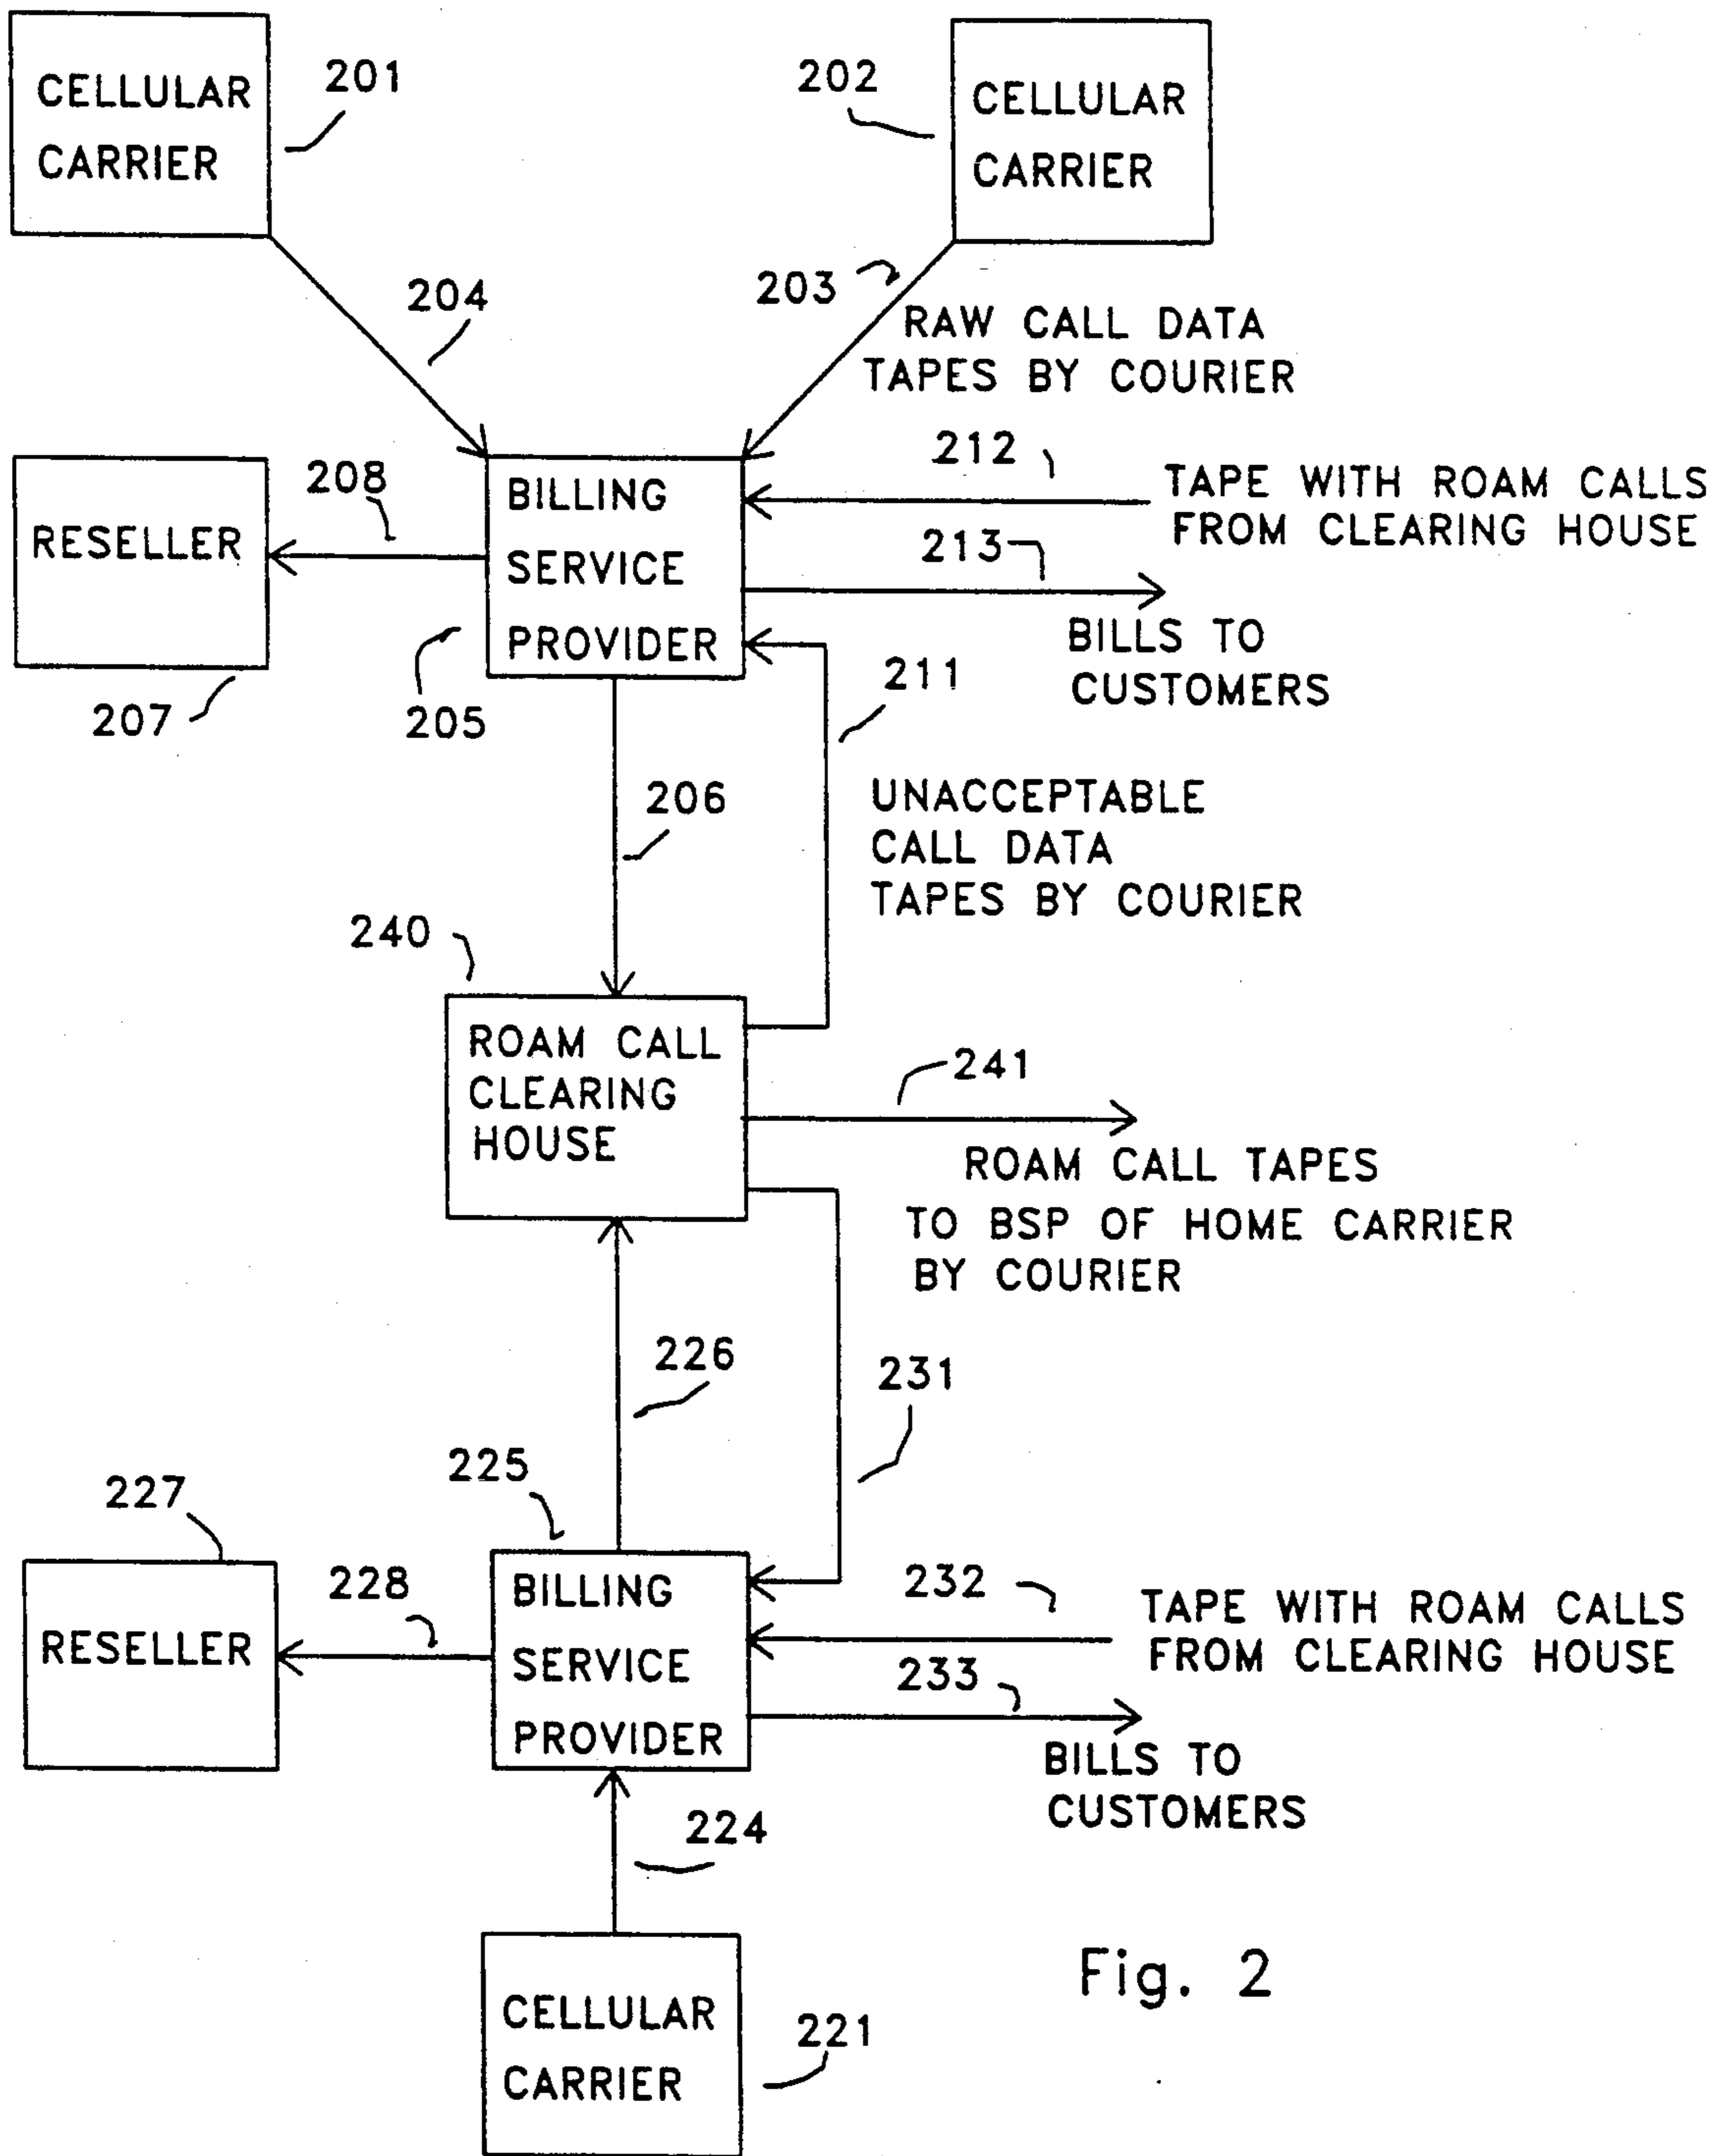 CELLULAR
CARRIER
201
202
CELLULAR
CARRIER
204
203
RAW CALL DATA
TAPES BY COURIER
RESELLER
207
208
BILLING
SERVICE
PROVIDER
205
212
TAPE WITH ROAM CALLS
FROM CLEARING HOUSE
213
BILLS TO
CUSTOMERS
211
206
UNACCEPTABLE
CALL DATA
TAPES BY COURIER
240
ROAM CALL
CLEARING
HOUSE
241
ROAM CALL TAPES
TO BSP OF HOME CARRIER
BY COURIER
226
231
225
227
RESELLER
228
BILLING
SERVICE
PROVIDER
232
TAPE WITH ROAM CALLS
FROM CLEARING HOUSE
233
BILLS TO
CUSTOMERS
224
CELLULAR
CARRIER
221
Fig. 2